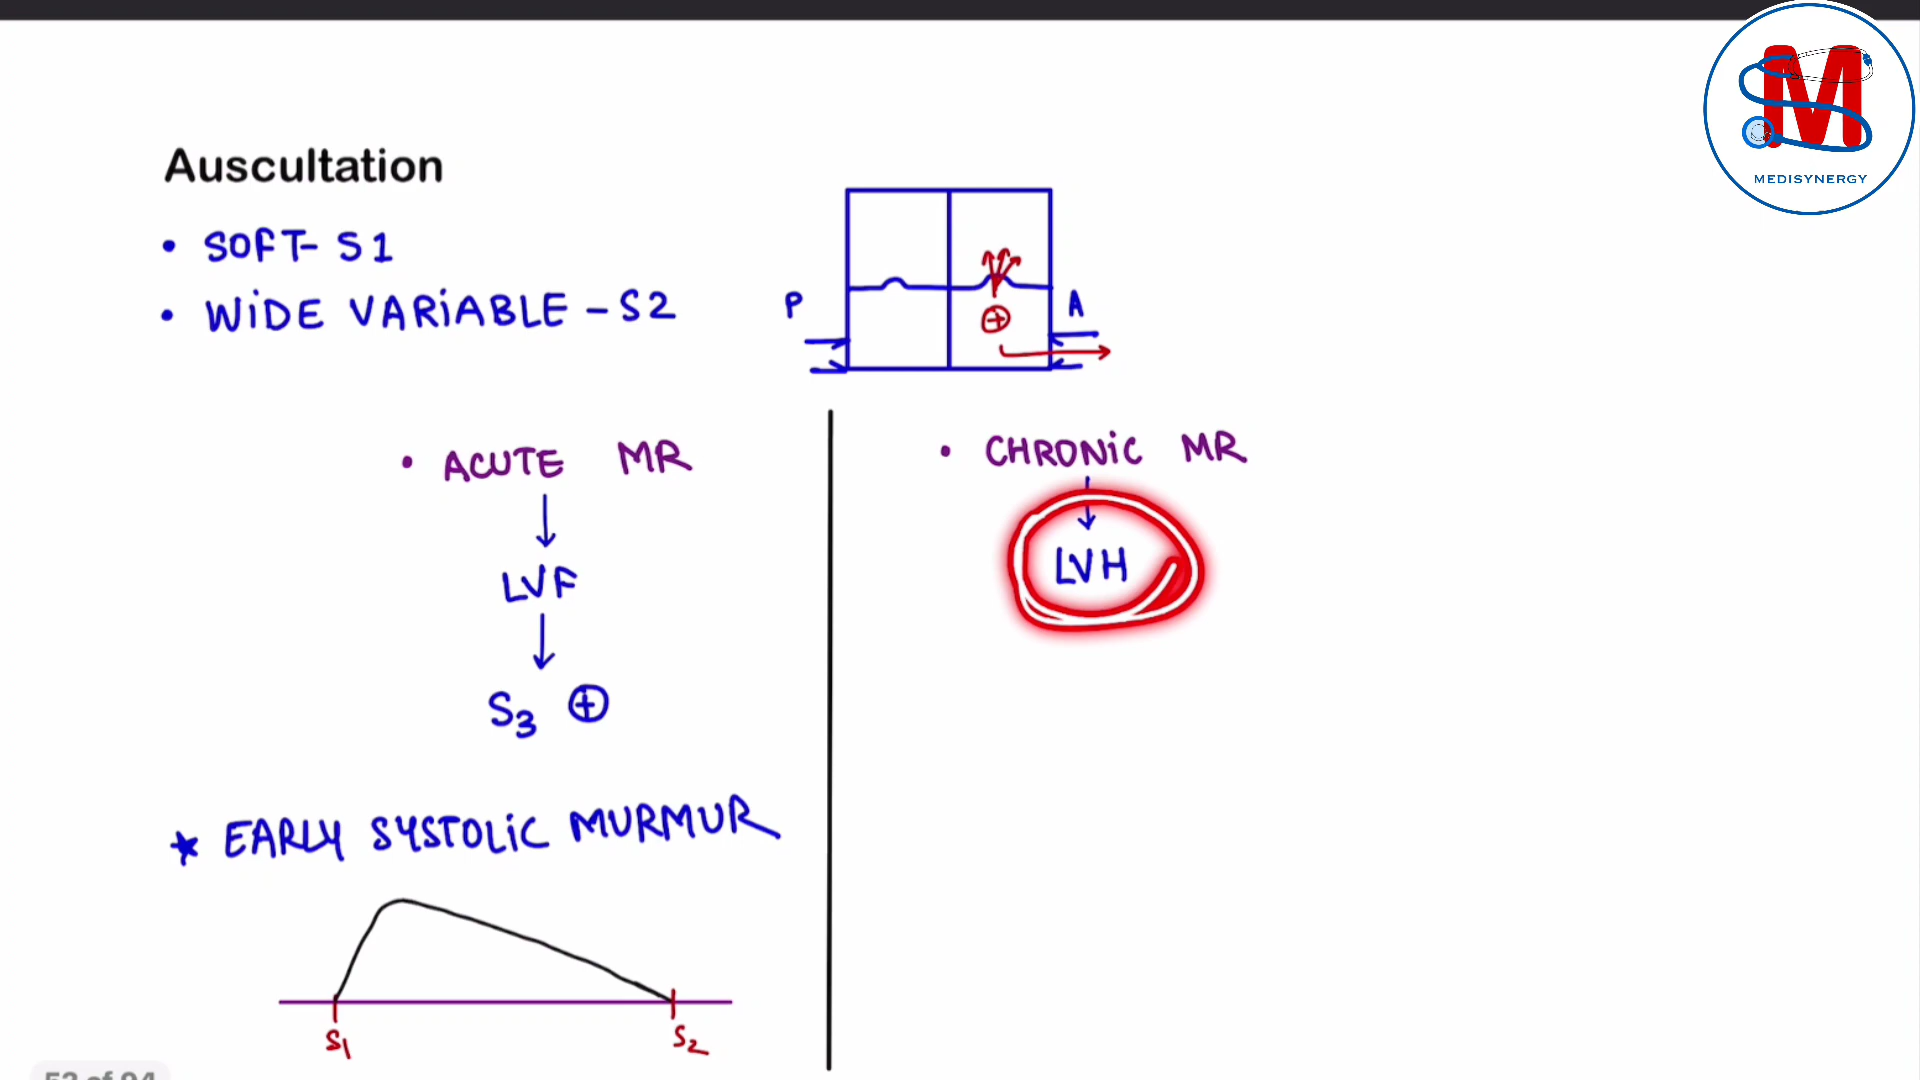 MEDISYNERGY
Auscultation
• SOFT- S1
• WIDE VARIABLE - S2
P
A
• ACUTE MR
LVF
S3 ⊕
★ EARLY SYSTOLIC MURMUR
S1
S2
• CHRONIC MR
LVH